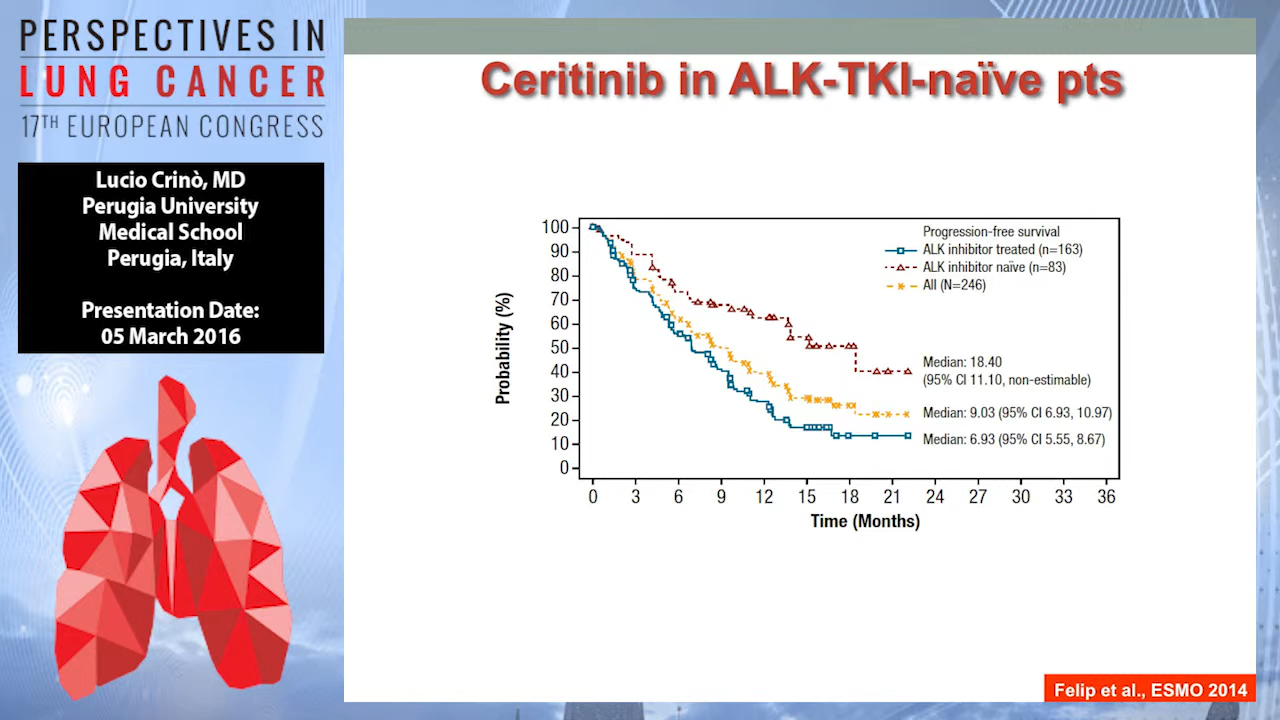 PERSPECTIVES IN
LUNG CANCER
17TH EUROPEAN CONGRESS
Lucio Crinò, MD
Perugia University
Medical School
Perugia, Italy
Presentation Date:
05 March 2016
Ceritinib in ALK-TKI-naïve pts
Probability (%)
100
90
80
70
60
50
40
30
20
10
0
Progression-free survival
ALK inhibitor treated (n=163)
ALK inhibitor naïve (n=83)
All (N=246)
Median: 18.40
(95% CI 11.10, non-estimable)
Median: 9.03 (95% CI 6.93, 10.97)
Median: 6.93 (95% CI 5.55, 8.67)
0 3 6 9 12 15 18 21 24 27 30 33 36
Time (Months)
Felip et al., ESMO 2014